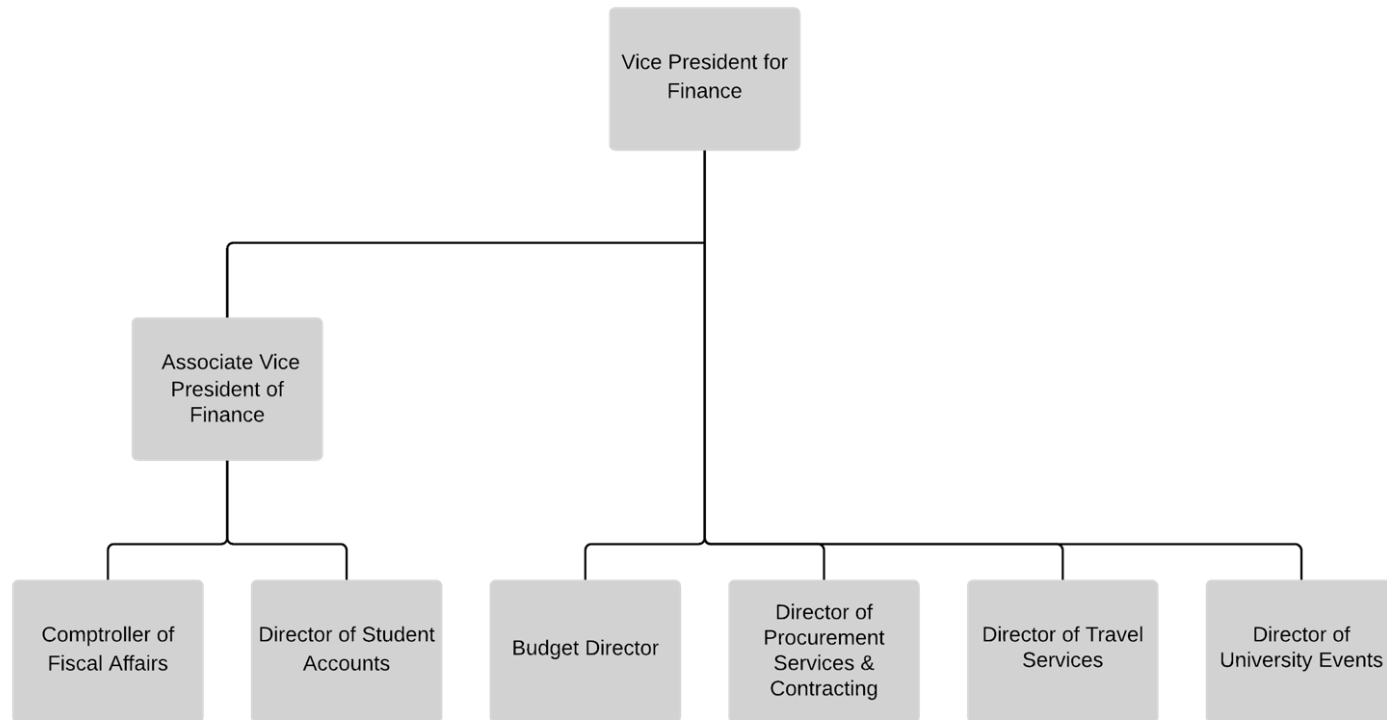 Vice President for
Finance
Associate Vice
President of
Finance
Comptroller of
Fiscal Affairs
Director of Student
Accounts
Budget Director
Director of
Procurement
Services &
Contracting
Director of Travel
Services
Director of
University Events